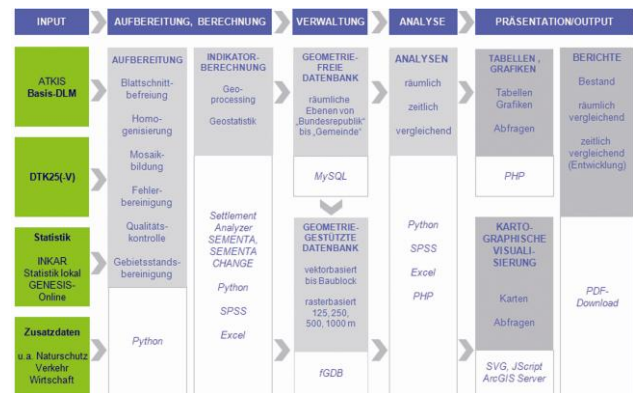 INPUT
AUFBEREITUNG, BERECHNUNG
VERWALTUNG
ANALYSE
PRÄSENTATION/OUTPUT
ATKIS
Basis-DLM
DTK25(-V)
Statistik
INKAR
Statistik lokal
GENESIS-
Online
Zusatzdaten
u.a. Naturschutz
Verkehr
Wirtschaft
AUFBEREITUNG
Blattschnitt-
befreiung
Homo-
genisierung
Mosaik-
bildung
Fehler-
bereinigung
Qualitäts-
kontrolle
Gebietsstands-
bereinigung
Python
INDIKATOR-
BERECHNUNG
Geo-
processing
Geostatistik
Settlement
Analyzer
SEMENTA,
SEMENTA
CHANGE
Python
SPSS
Excel
GEOMETRIE-
FREIE
DATENBANK
räumliche
Ebenen von
„Bundesrepublik“
bis „Gemeinde“
MySQL
GEOMETRIE-
GESTÜTZTE
DATENBANK
vektorbasiert
bis Baublock
rasterbasiert
125, 250,
500, 1000 m
fGDB
ANALYSEN
räumlich
zeitlich
vergleichend
Python
SPSS
Excel
PHP
TABELLEN,
GRAFIKEN
Tabellen
Grafiken
Abfragen
PHP
KARTO-
GRAPHISCHE
VISUALI-
SIERUNG
Karten
Abfragen
SVG, JScript
ArcGIS Server
BERICHTE
Bestand
räumlich
vergleichend
zeitlich
vergleichend
(Entwicklung)
PDF-
Download